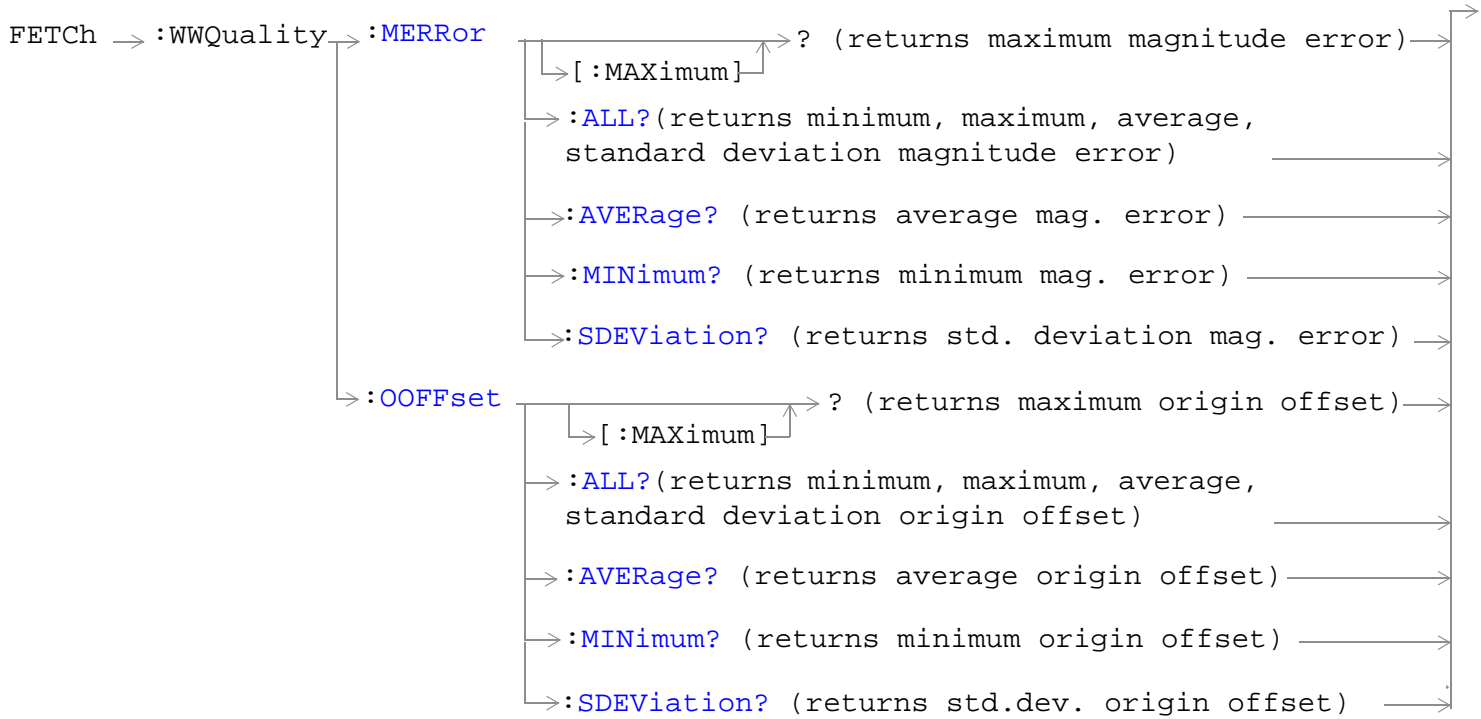 FETCh :WWQuality :MERRor ? (returns maximum magnitude error)
[:MAXimum]
:ALL?(returns minimum, maximum, average,
standard deviation magnitude error)
:AVERage? (returns average mag. error)
:MINimum? (returns minimum mag. error)
:SDEViation? (returns std. deviation mag. error)
:OOFFset ? (returns maximum origin offset)
[:MAXimum]
:ALL?(returns minimum, maximum, average,
standard deviation origin offset)
:AVERage? (returns average origin offset)
:MINimum? (returns minimum origin offset)
:SDEViation? (returns std.dev. origin offset)